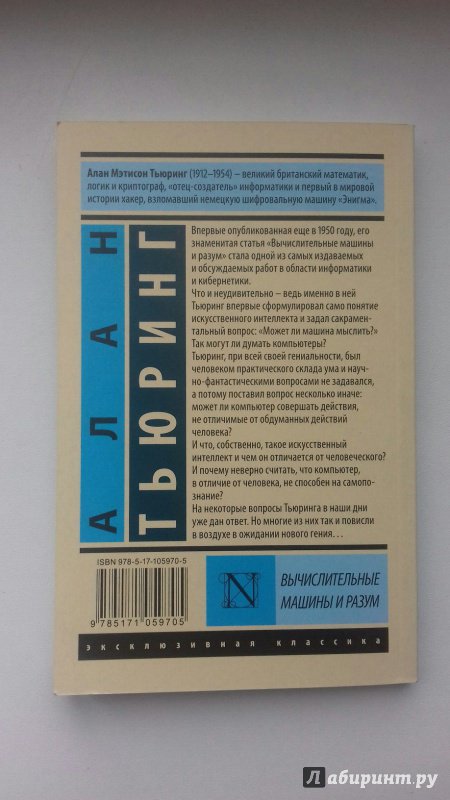 Алан Мэтисон Тьюринг (1912–1954) – великий британский математик,
логик и криптограф, «отец-создатель» информатики и первый в мировой
истории хакер, взломавший немецкую шифровальную машину «Энигма».
АЛАН
ТЬЮРИНГ
Впервые опубликованная еще в 1950 году, его
знаменитая статья «Вычислительные машины
и разум» стала одной из самых издаваемых
и обсуждаемых работ в области информатики
и кибернетики.
Что и неудивительно – ведь именно в ней
Тьюринг впервые сформулировал само понятие
искусственного интеллекта и задал сакрамен-
тальный вопрос: «Может ли машина мыслить?»
Так могут ли думать компьютеры?
Тьюринг, при всей своей гениальности, был
человеком практического склада ума и науч-
но-фантастическими вопросами не задавался,
а потому поставил вопрос несколько иначе:
может ли компьютер совершать действия,
не отличимые от обдуманных действий
человека?
И что, собственно, такое искусственный
интеллект и чем он отличается от человеческого?
И почему неверно считать, что компьютер,
в отличие от человека, не способен на самопо-
знание?
На некоторые вопросы Тьюринга в наши дни
уже дан ответ. Но многие из них так и повисли
в воздухе в ожидании нового гения…
ISBN 978-5-17-105970-5
9 785171 059705
N
ВЫЧИСЛИТЕЛЬНЫЕ
МАШИНЫ И РАЗУМ
эксклюзивная классика
Лабиринт.ру